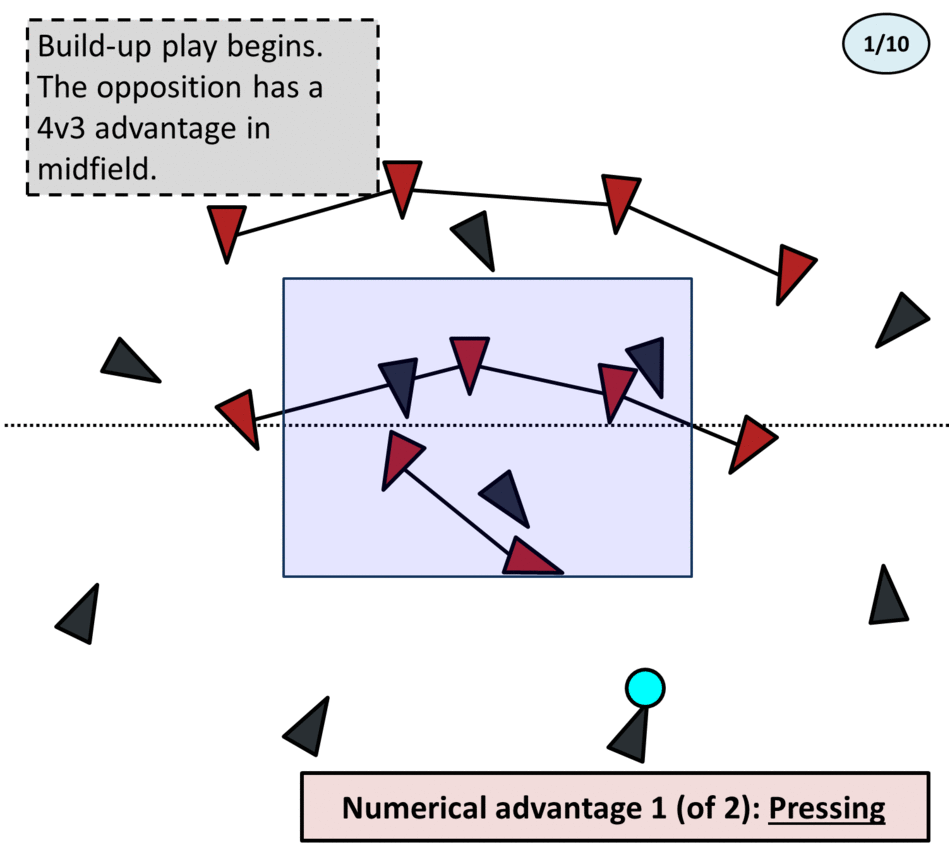 Build-up play begins.
The opposition has a
4v3 advantage in
midfield.
1/10
Numerical advantage 1 (of 2): Pressing